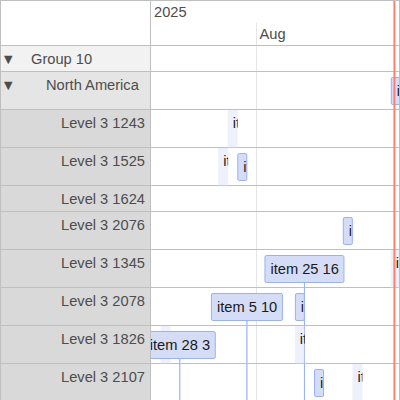 2025
Aug
▼ Group 10
▼ North America
Level 3 1243
Level 3 1525
Level 3 1624
Level 3 2076
Level 3 1345
item 25 16
Level 3 2078
item 5 10
Level 3 1826
item 28 3
Level 3 2107